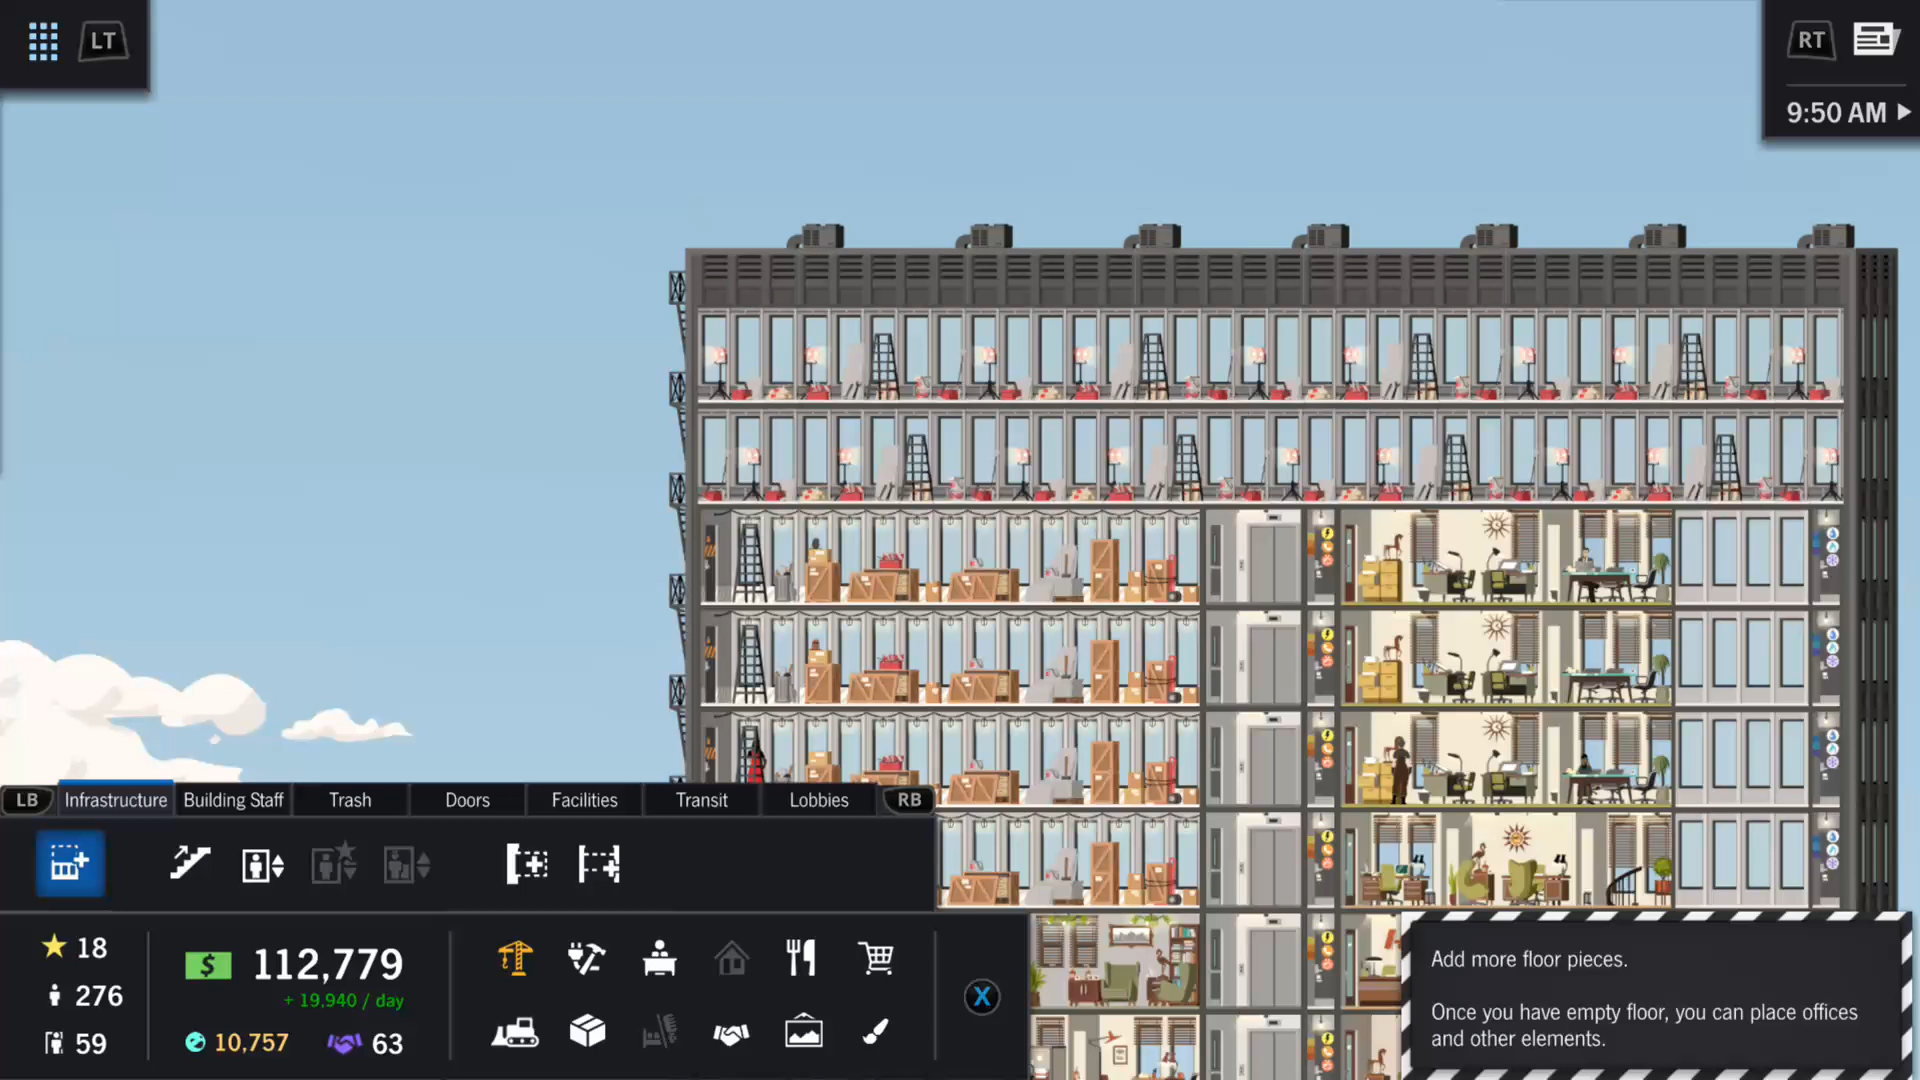 LT
RT
9:50 AM
LB
Infrastructure
Building Staff
Trash
Doors
Facilities
Transit
Lobbies
RB
18
$ 112,779
+ 19,940 / day
276
59
10,757
63
X
Add more floor pieces.
Once you have empty floor, you can place offices
and other elements.